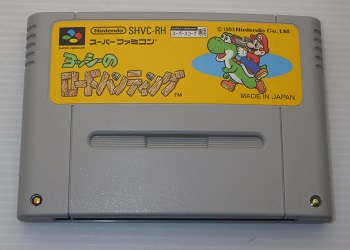 Nintendo SHVC-RH
スーパーファミコン
スーパースコープ専用
© 1993 Nintendo Co., Ltd.
ヨッシーの
ロードハンティング™
MADE IN JAPAN